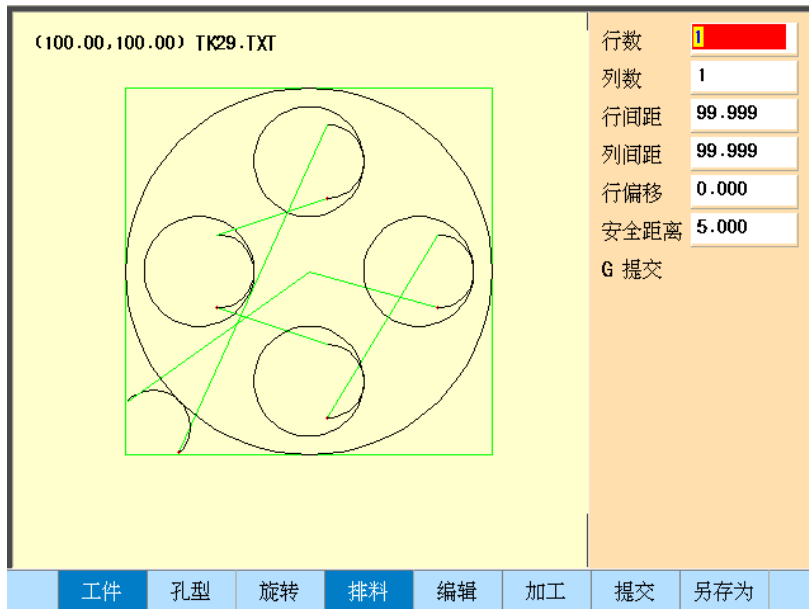 (100.00,100.00) TK29.TXT
行数 1
列数 1
行间距 99.999
列间距 99.999
行偏移 0.000
安全距离 5.000
G 提交
工件 孔型 旋转 排料 编辑 加工 提交 另存为